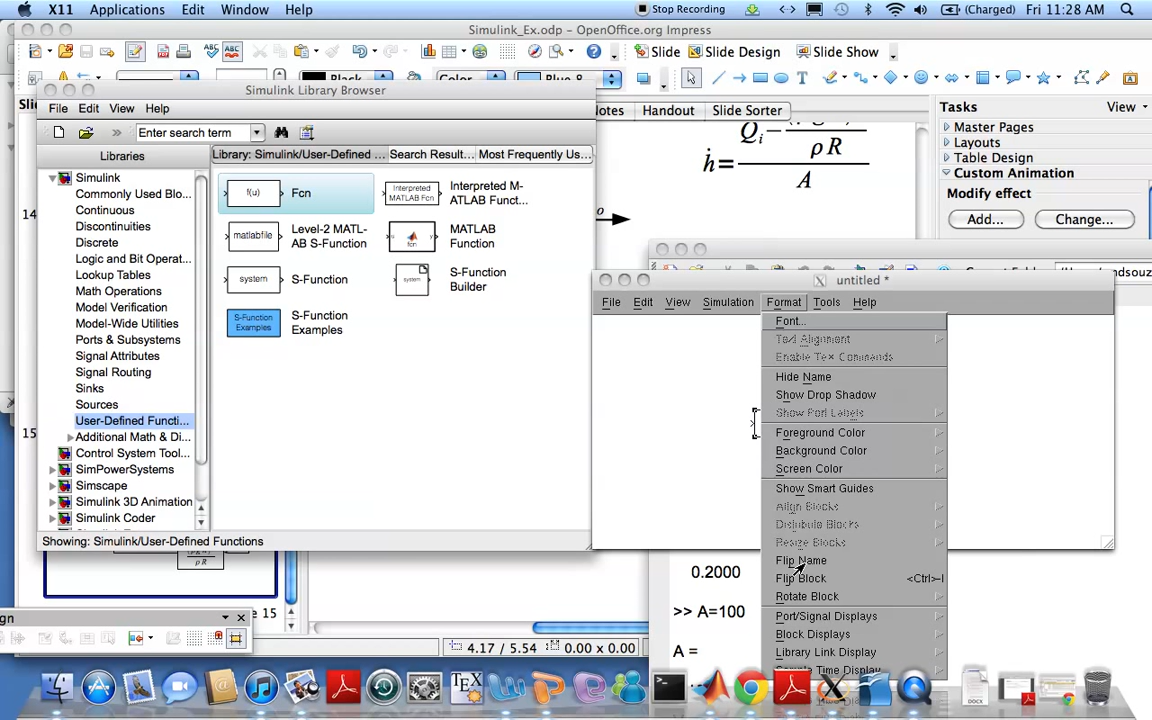 X11 Applications Edit Window Help
Stop Recording (Charged) Fri 11:28 AM
Simulink_Ex.odp - OpenOffice.org Impress
Slide Slide Design Slide Show
Black Color Blue 8
Simulink Library Browser
File Edit View Help
Enter search term
Libraries
Library: Simulink/User-Defined ... Search Result... Most Frequently Us...
Simulink
Commonly Used Blo...
Continuous
Discontinuities
Discrete
Logic and Bit Operat...
Lookup Tables
Math Operations
Model Verification
Model-Wide Utilities
Ports & Subsystems
Signal Attributes
Signal Routing
Sinks
Sources
User-Defined Functi...
Additional Math & Di...
Control System Tool...
SimPowerSystems
Simscape
Simulink 3D Animation
Simulink Coder
f(u) Fcn
Interpreted MATLAB Fcn
Interpreted M-
ATLAB Funct...
matlabfile
Level-2 MATL-
AB S-Function
fcn
MATLAB
Function
system S-Function
system
S-Function
Builder
S-Function
Examples
S-Function
Examples
Showing: Simulink/User-Defined Functions
Notes Handout Slide Sorter
ρ R
ḣ=
A
Tasks View
Master Pages
Layouts
Table Design
Custom Animation
Modify effect
Add... Change...
untitled *
File Edit View Simulation Format Tools Help
Font...
Text Alignment
Enable TeX Commands
Hide Name
Show Drop Shadow
Show Port Labels
Foreground Color
Background Color
Screen Color
Show Smart Guides
Align Blocks
Distribute Blocks
Resize Blocks
Flip Name
Flip Block <Ctrl>-I
Rotate Block
Port/Signal Displays
Block Displays
Library Link Display
Sample Time Display
0.2000
>> A=100
A =
4.17 / 5.54 0.00 x 0.00